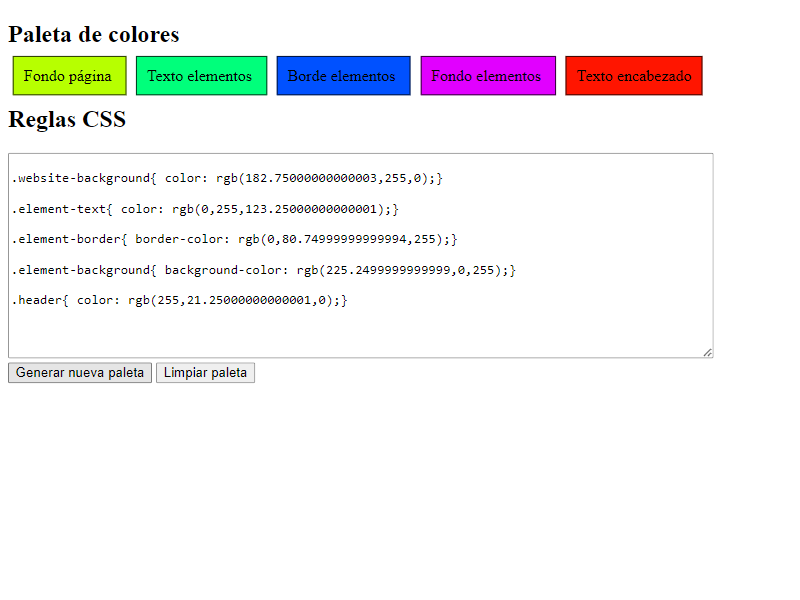 Paleta de colores
Fondo página Texto elementos Borde elementos Fondo elementos Texto encabezado
Reglas CSS
.website-background{ color: rgb(182.75000000000003,255,0);}
.element-text{ color: rgb(0,255,123.25000000000001);}
.element-border{ border-color: rgb(0,80.74999999999994,255);}
.element-background{ background-color: rgb(225.2499999999999,0,255);}
.header{ color: rgb(255,21.25000000000001,0);}
Generar nueva paleta Limpiar paleta